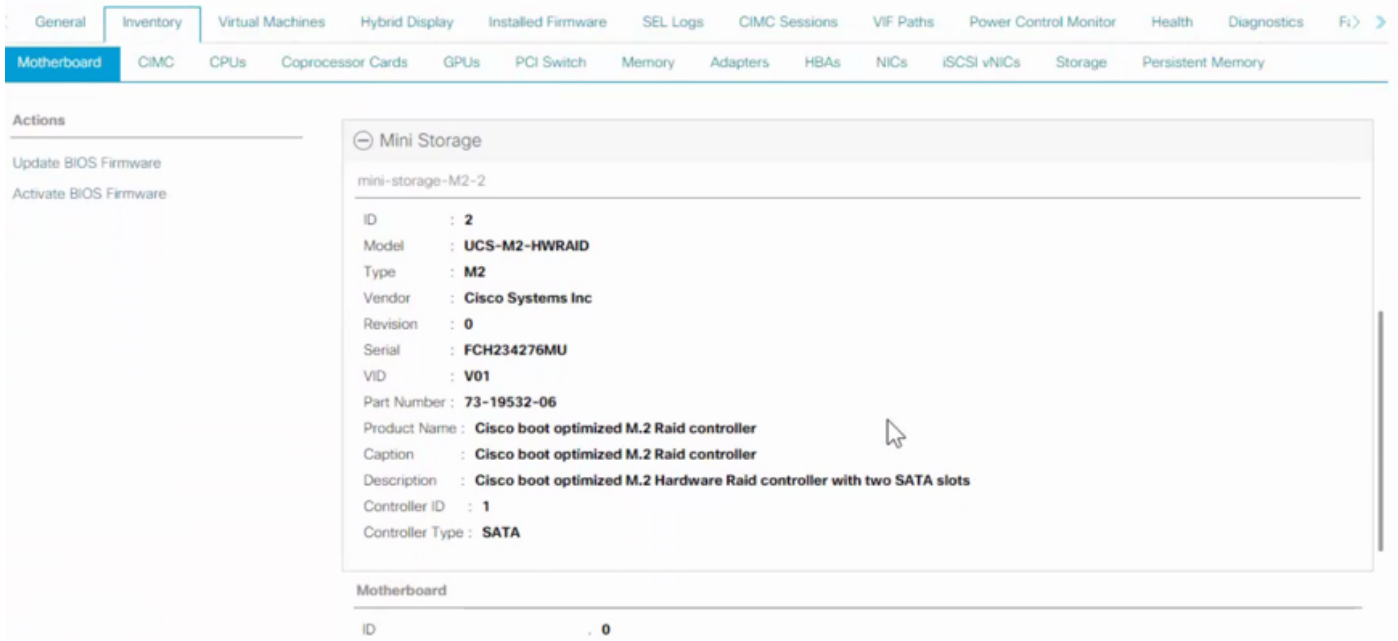 General Inventory Virtual Machines Hybrid Display Installed Firmware SEL Logs CIMC Sessions VIF Paths Power Control Monitor Health Diagnostics
Motherboard CIMC CPUs Coprocessor Cards GPUs PCI Switch Memory Adapters HBAs NICs iSCSI vNICs Storage Persistent Memory
Actions
Update BIOS Firmware
Activate BIOS Firmware
Mini Storage
mini-storage-M2-2
ID : 2
Model : UCS-M2-HWRAID
Type : M2
Vendor : Cisco Systems Inc
Revision : 0
Serial : FCH234276MU
VID : V01
Part Number : 73-19532-06
Product Name : Cisco boot optimized M.2 Raid controller
Caption : Cisco boot optimized M.2 Raid controller
Description : Cisco boot optimized M.2 Hardware Raid controller with two SATA slots
Controller ID : 1
Controller Type : SATA
Motherboard
ID : 0